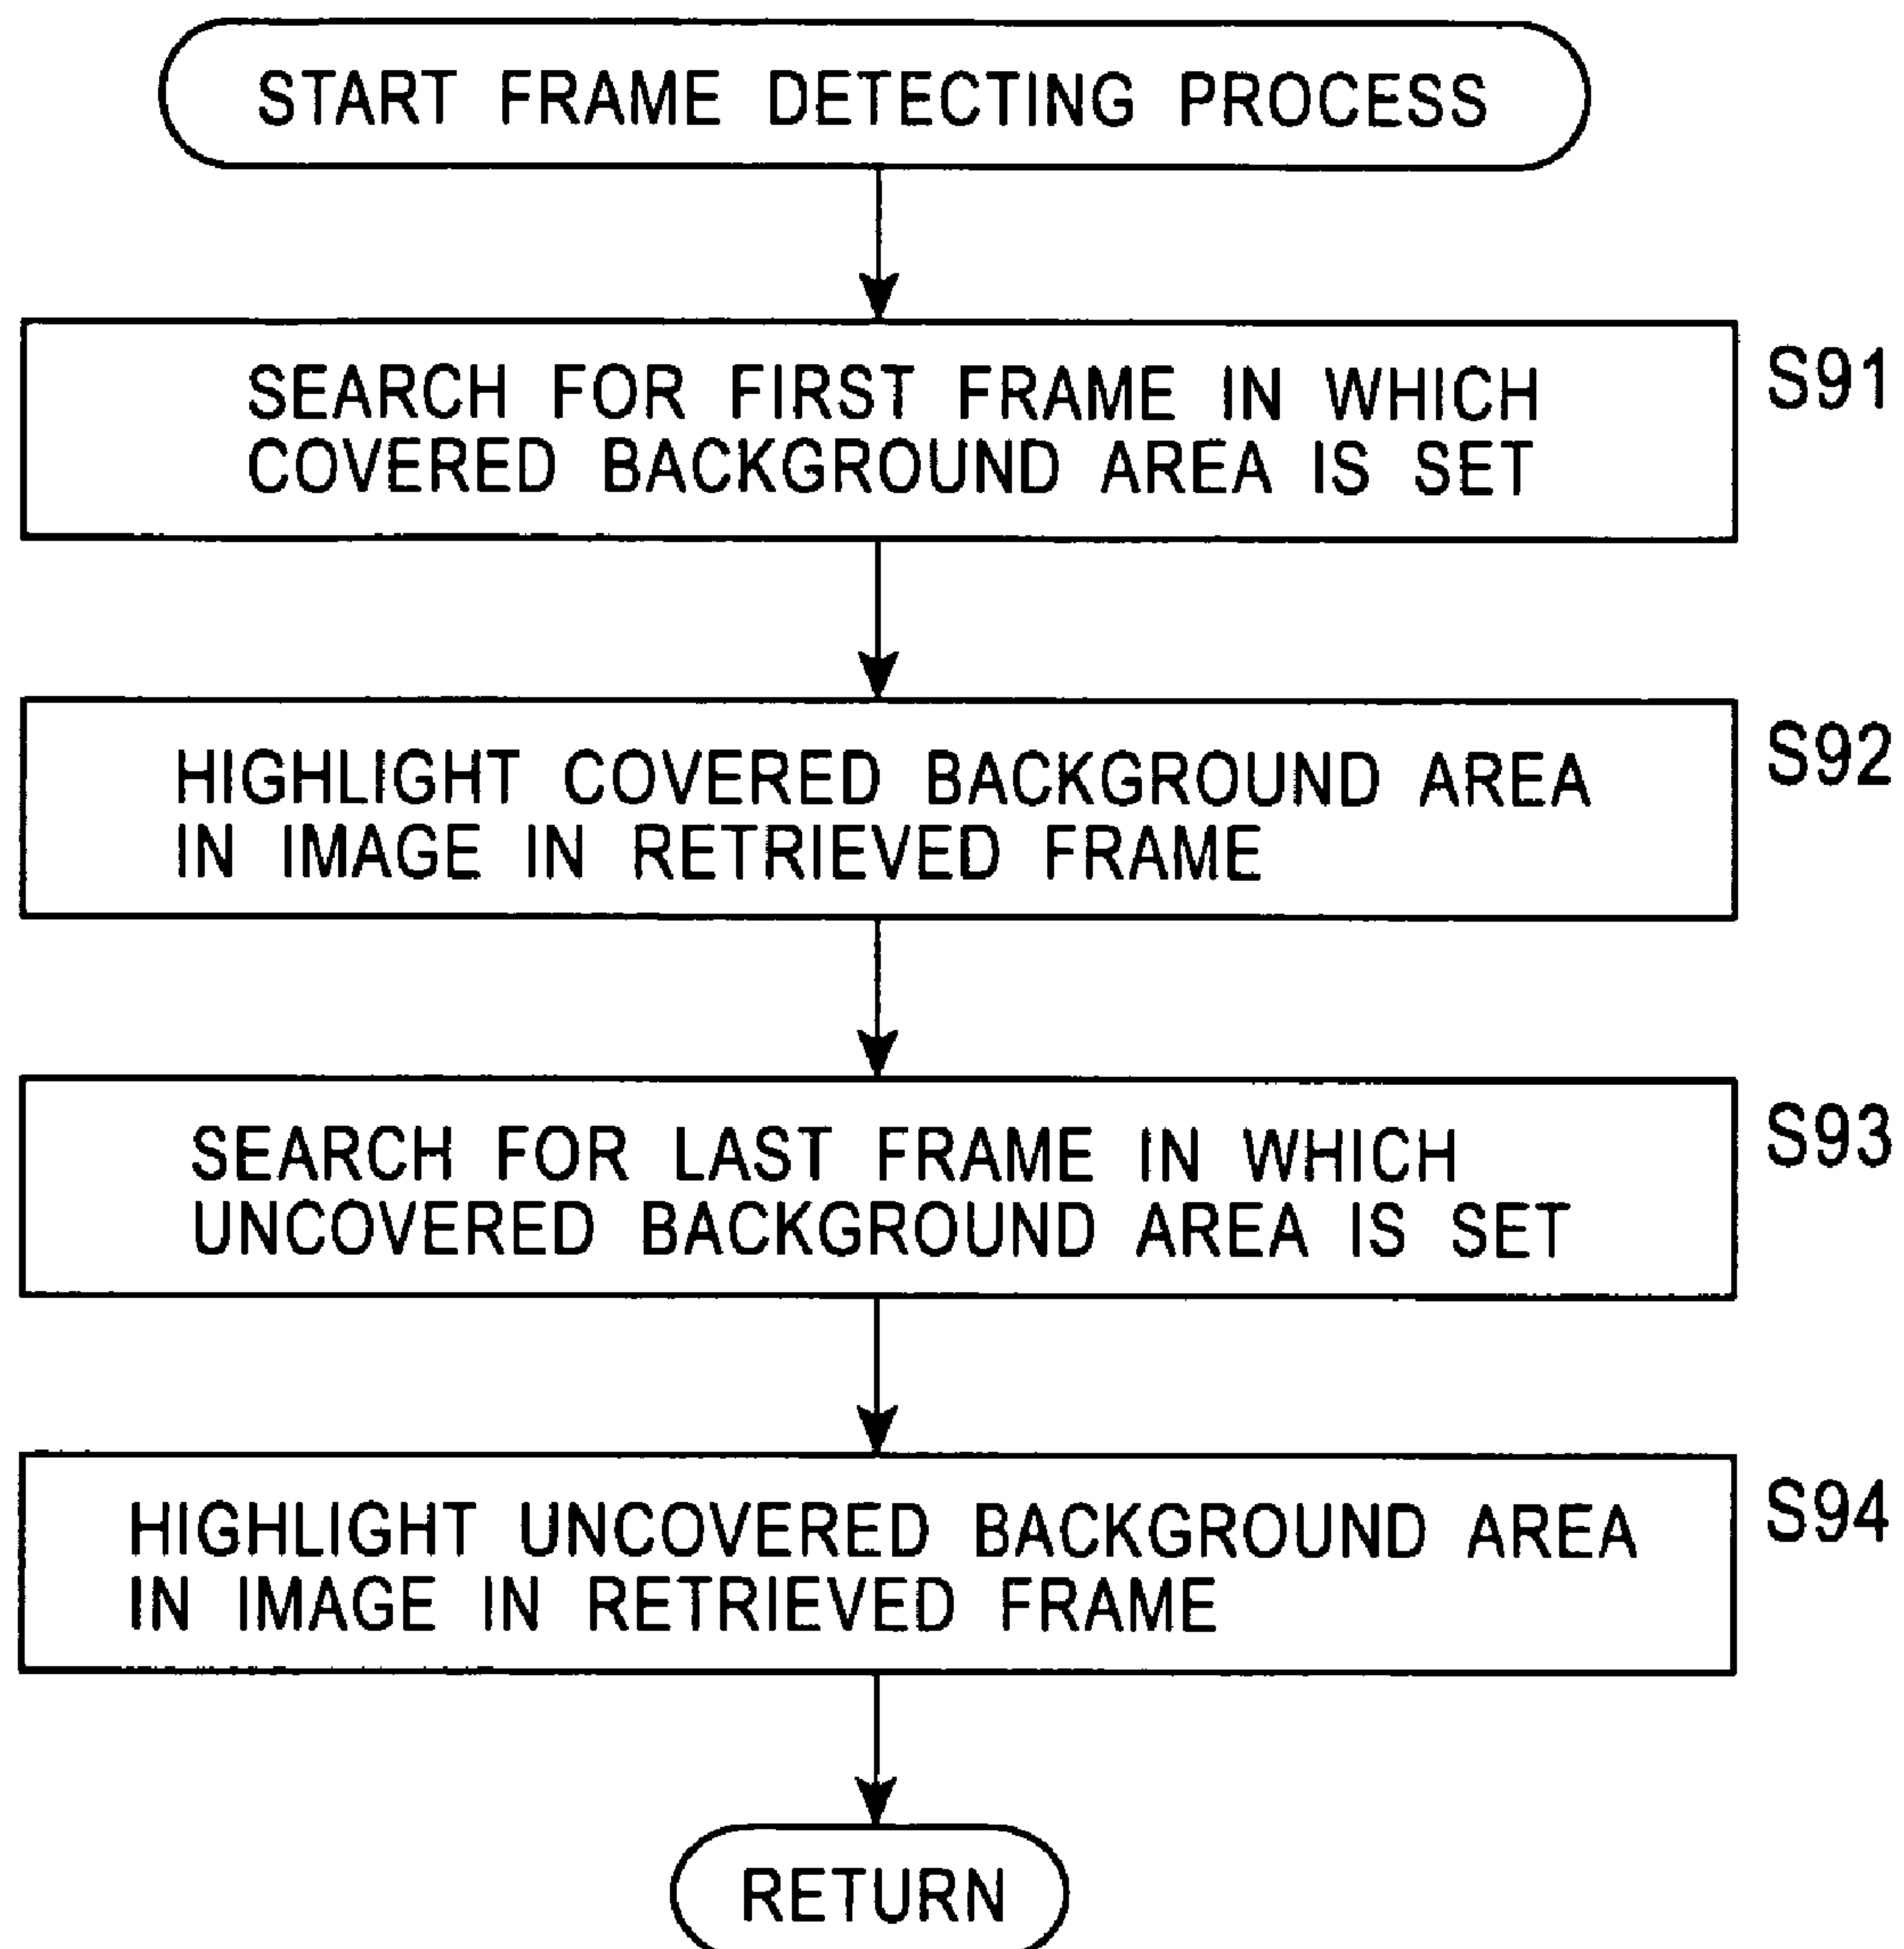 START FRAME DETECTING PROCESS
SEARCH FOR FIRST FRAME IN WHICH
COVERED BACKGROUND AREA IS SET
S91
HIGHLIGHT COVERED BACKGROUND AREA
IN IMAGE IN RETRIEVED FRAME
S92
SEARCH FOR LAST FRAME IN WHICH
UNCOVERED BACKGROUND AREA IS SET
S93
HIGHLIGHT UNCOVERED BACKGROUND AREA
IN IMAGE IN RETRIEVED FRAME
S94
RETURN